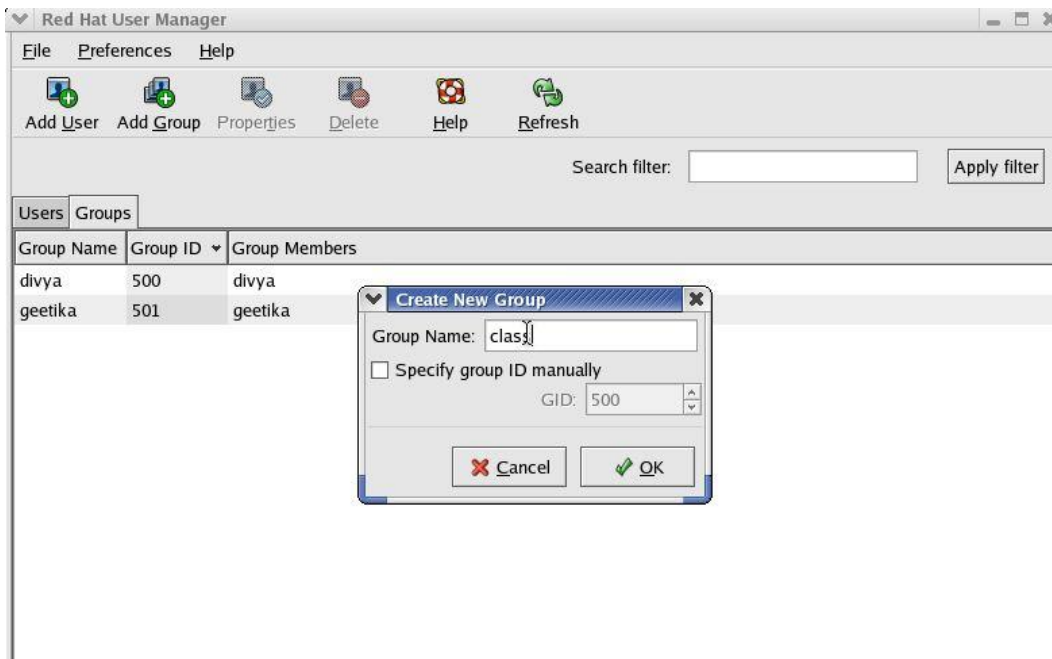 Red Hat User Manager
File Preferences Help
Add User Add Group Properties Delete Help Refresh
Search filter: Apply filter
Users Groups
Group Name Group ID Group Members
divya 500 divya
geetika 501 geetika
Create New Group
Group Name: class
Specify group ID manually
GID: 500
Cancel OK